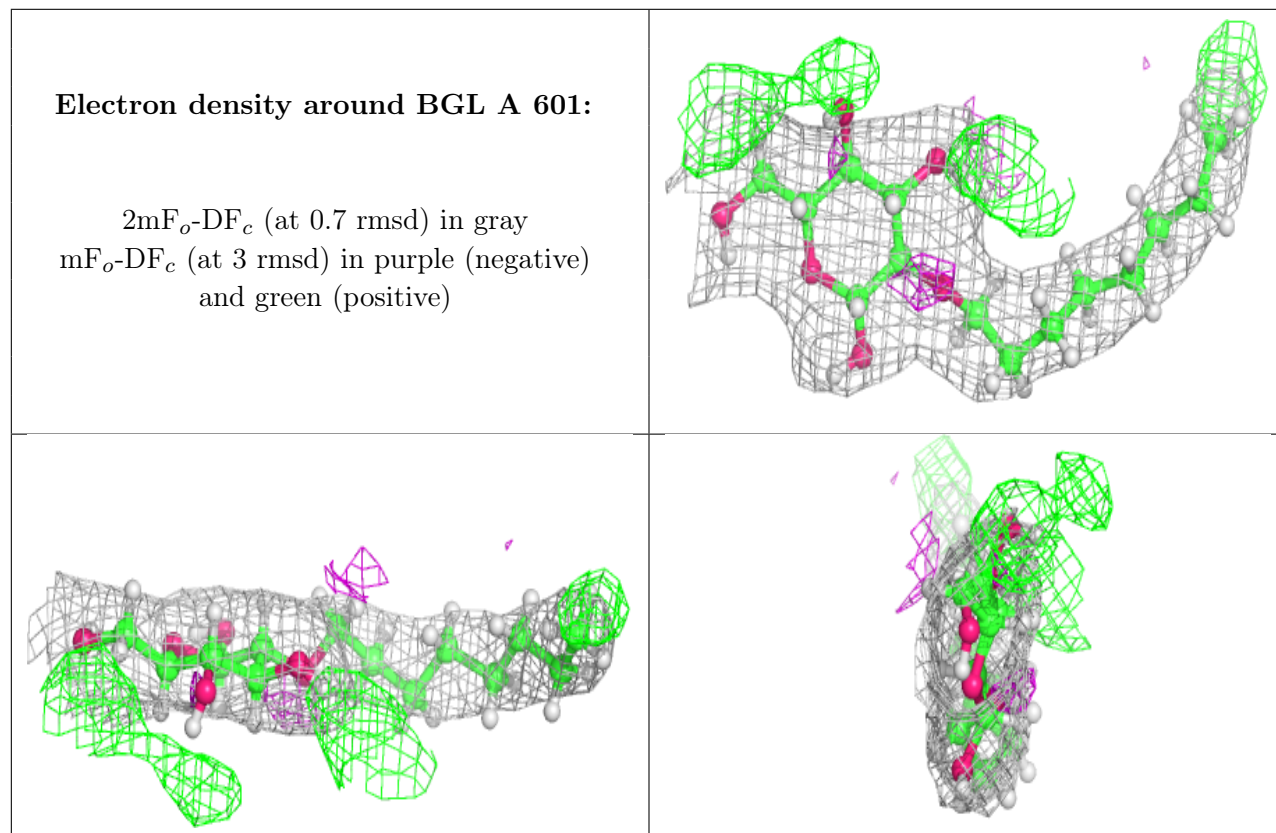 Electron density around BGL A 601:
2mFo-DFc (at 0.7 rmsd) in gray
mFo-DFc (at 3 rmsd) in purple (negative)
and green (positive)